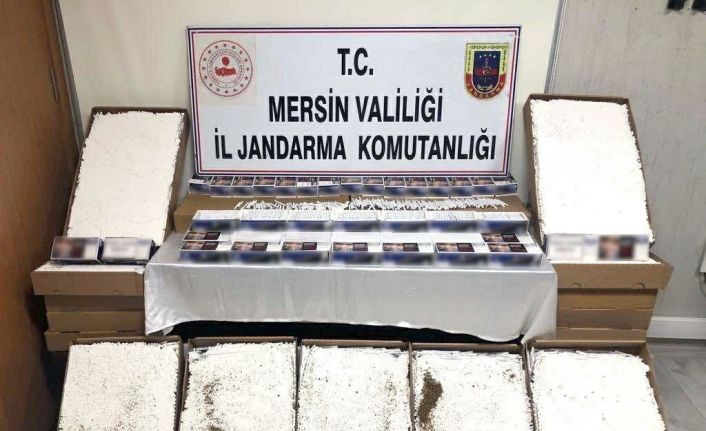 T.C.
MERSİN VALİLİĞİ
İL JANDARMA KOMUTANLIĞI